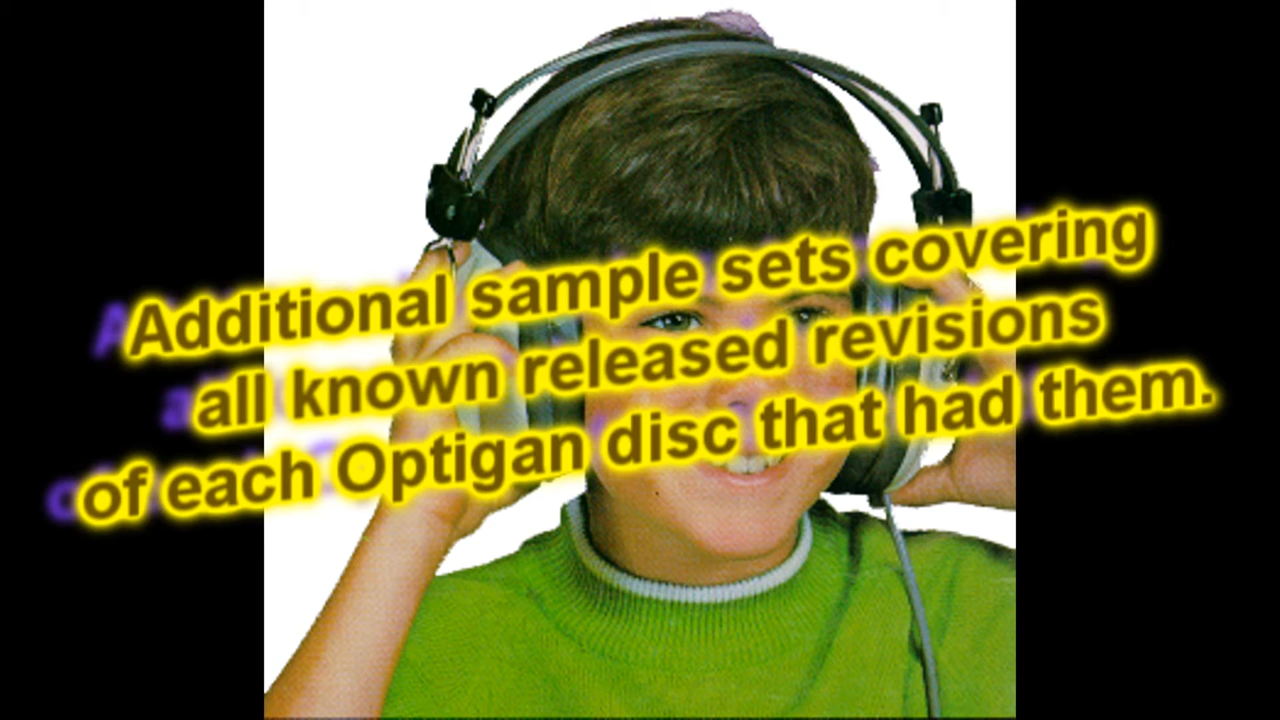 Additional sample sets covering
all known released revisions
of each Optigan disc that had them.